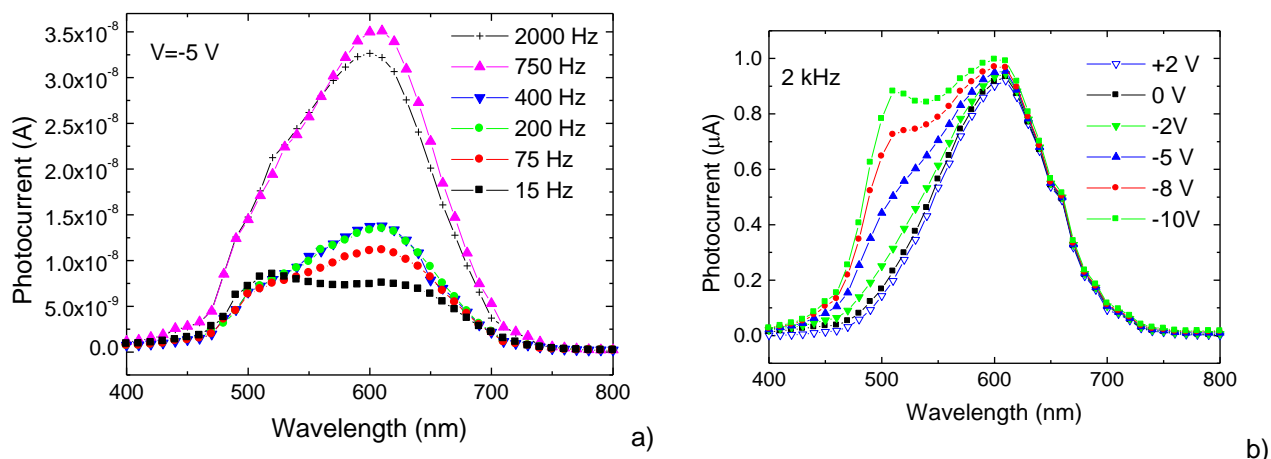 V=-5 V
2000 Hz
750 Hz
400 Hz
200 Hz
75 Hz
15 Hz
Photocurrent (A)
3.5x10⁻⁸
3.0x10⁻⁸
2.5x10⁻⁸
2.0x10⁻⁸
1.5x10⁻⁸
1.0x10⁻⁸
5.0x10⁻⁹
0.0
400 500 600 700 800
Wavelength (nm)
a)
2 kHz
+2 V
0 V
-2V
-5 V
-8 V
-10V
Photocurrent (µA)
1.0
0.8
0.6
0.4
0.2
0.0
400 500 600 700 800
Wavelength (nm)
b)